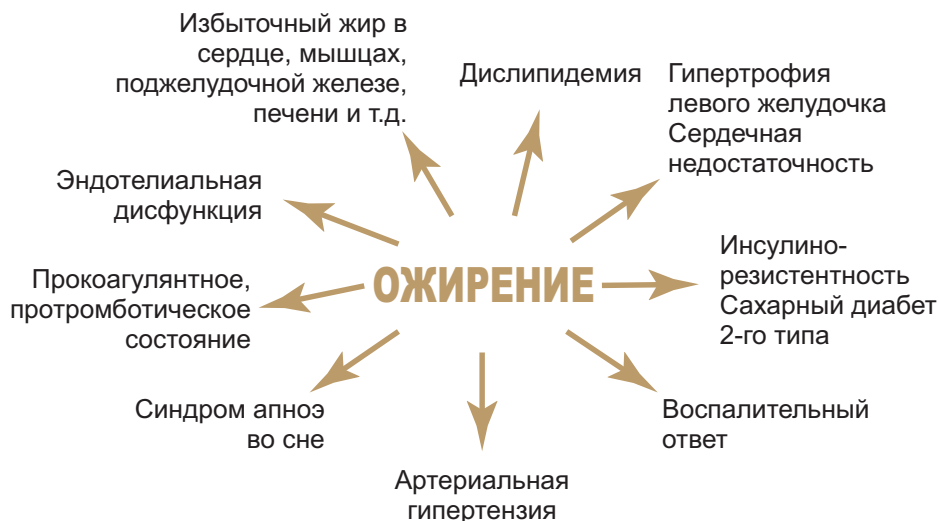 Избыточный жир в
сердце, мышцах,
поджелудочной железе,
печени и т.д.
Дислипидемия
Гипертрофия
левого желудочка
Сердечная
недостаточность
Эндотелиальная
дисфункция
Прокоагулянтное,
протромботическое
состояние
ОЖИРЕНИЕ
Инсулино-
резистентность
Сахарный диабет
2-го типа
Синдром апноэ
во сне
Воспалительный
ответ
Артериальная
гипертензия